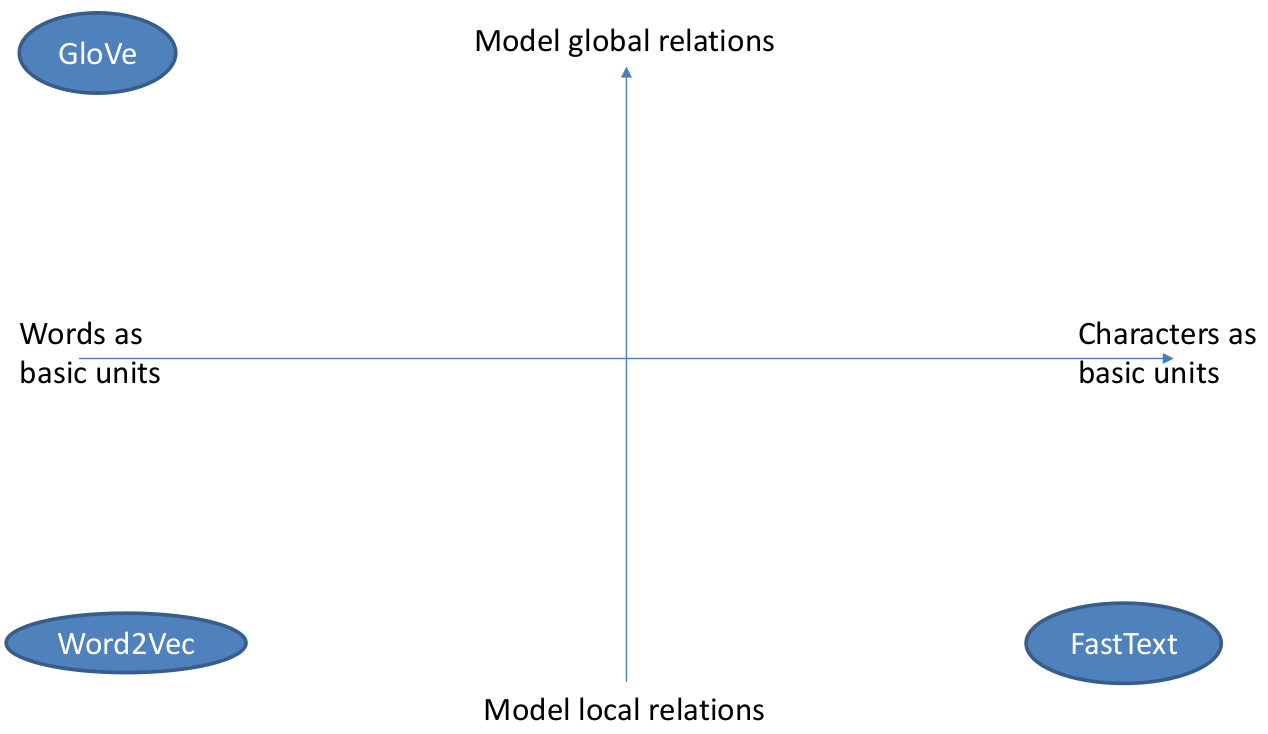 GloVe
Model global relations
Words as
basic units
Characters as
basic units
Word2Vec
FastText
Model local relations